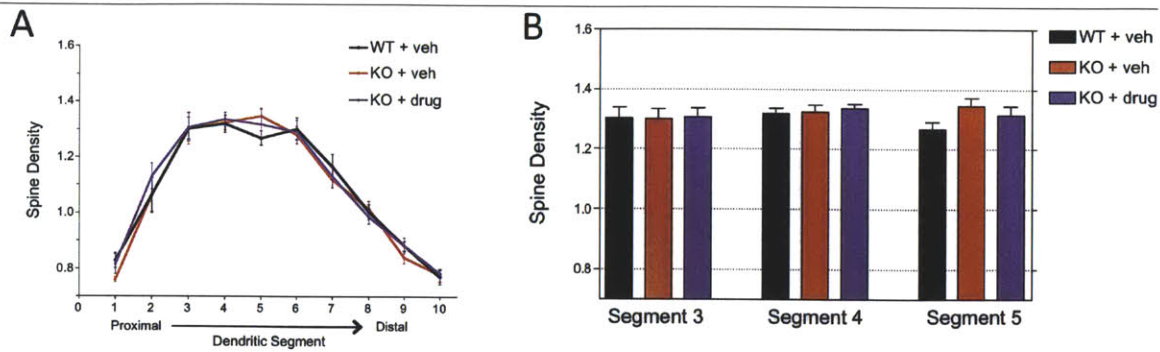 A
1.6
1.4
1.2
1.0
0.8
Spine Density
WT + veh
KO + veh
KO + drug
0 1 2 3 4 5 6 7 8 9 10
Proximal Distal
Dendritic Segment
B
1.6
1.4
1.2
1.0
0.8
Spine Density
Segment 3 Segment 4 Segment 5
WT + veh
KO + veh
KO + drug